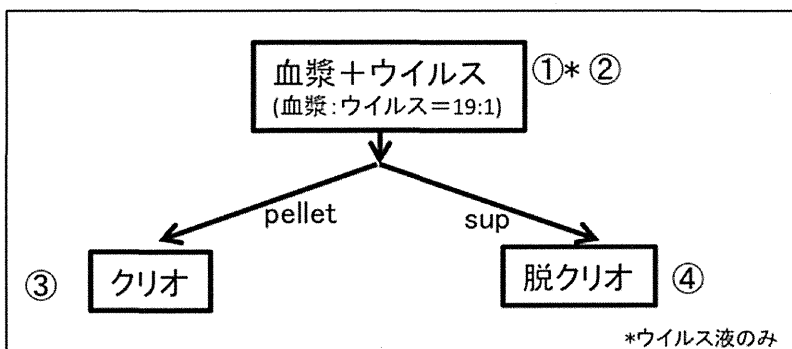 血漿＋ウイルス ①* ②
(血漿:ウイルス＝19:1)
pellet
sup
③ クリオ
脱クリオ ④
*ウイルス液のみ